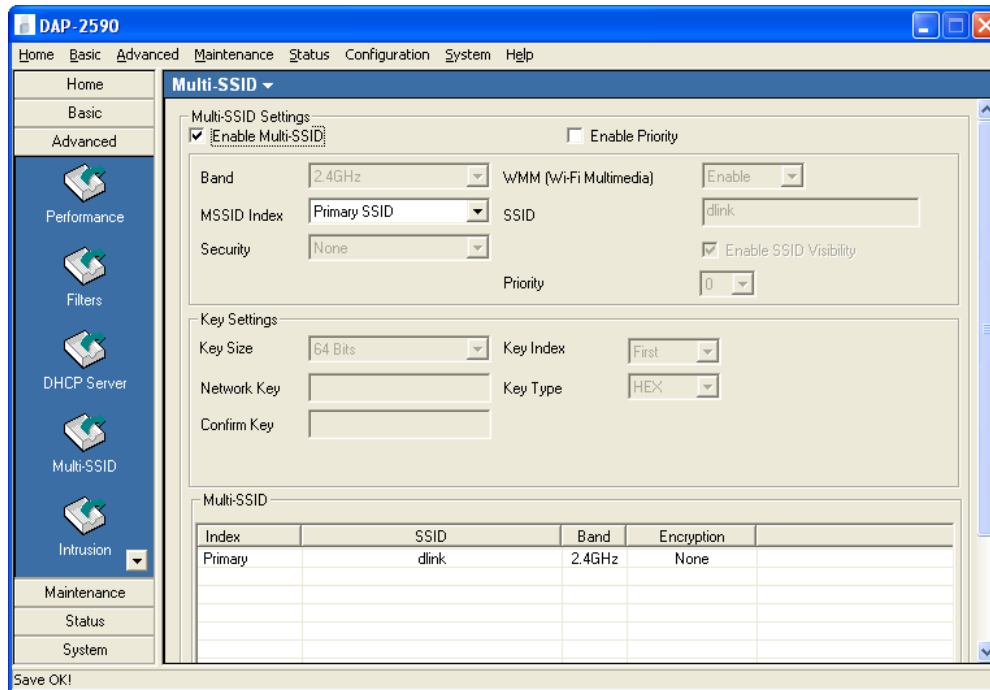 DAP-2590
Home Basic Advanced Maintenance Status Configuration System Help
Home
Basic
Advanced
Performance
Filters
DHCP Server
Multi-SSID
Intrusion
Maintenance
Status
System
Multi-SSID
Multi-SSID Settings
Enable Multi-SSID
Enable Priority
Band 2.4GHz WMM (Wi-Fi Multimedia) Enable
MSSID Index Primary SSID SSID dlink
Security None Enable SSID Visibility
Priority 0
Key Settings
Key Size 64 Bits Key Index First
Network Key Key Type HEX
Confirm Key
Multi-SSID
Index SSID Band Encryption
Primary dlink 2.4GHz None
Save OK!